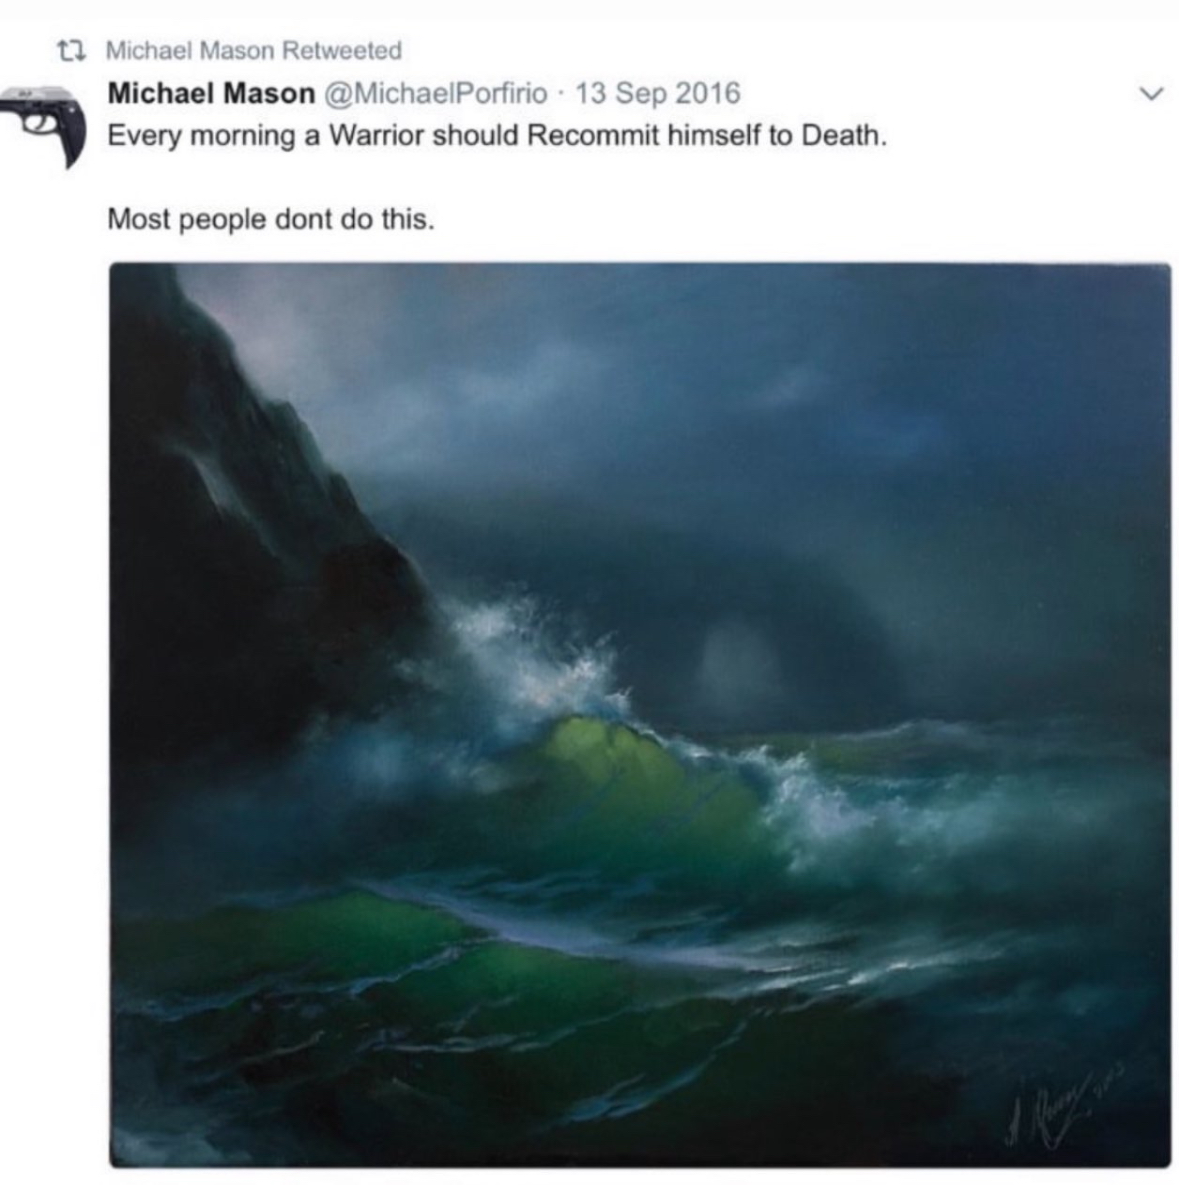 Michael Mason Retweeted
Michael Mason @MichaelPorfirio · 13 Sep 2016
Every morning a Warrior should Recommit himself to Death.
Most people dont do this.